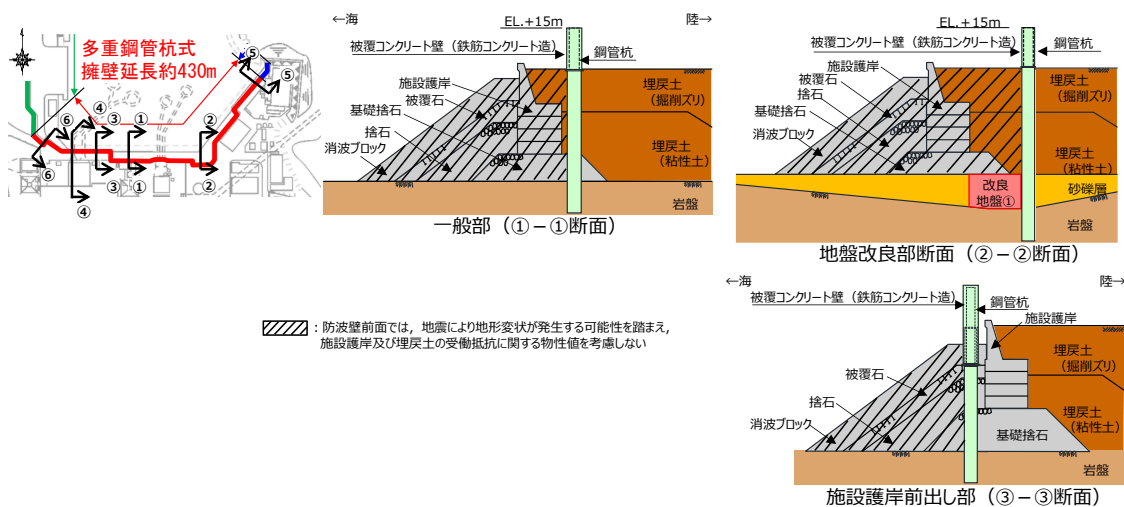 多重鋼管杭式
擁壁延長約430m
⑤
⑤
④
⑥
③
①
②
⑥
③
①
②
④
←海
陸→
EL.+15m
被覆コンクリート壁（鉄筋コンクリート造）
鋼管杭
施設護岸
被覆石
基礎捨石
捨石
消波ブロック
埋戻土
（掘削ズリ）
埋戻土
（粘性土）
岩盤
一般部（①－①断面）
←海
陸→
EL.+15m
被覆コンクリート壁（鉄筋コンクリート造）
鋼管杭
施設護岸
被覆石
捨石
基礎捨石
消波ブロック
埋戻土
（掘削ズリ）
埋戻土
（粘性土）
改良
地盤①
砂礫層
岩盤
地盤改良部断面（②－②断面）
←海
陸→
被覆コンクリート壁（鉄筋コンクリート造）
鋼管杭
施設護岸
被覆石
捨石
消波ブロック
埋戻土
（掘削ズリ）
埋戻土
（粘性土）
基礎捨石
岩盤
施設護岸前出し部（③－③断面）
：防波壁前面では，地震により地形変状が発生する可能性を踏まえ，
施設護岸及び埋戻土の受働抵抗に関する物性値を考慮しない